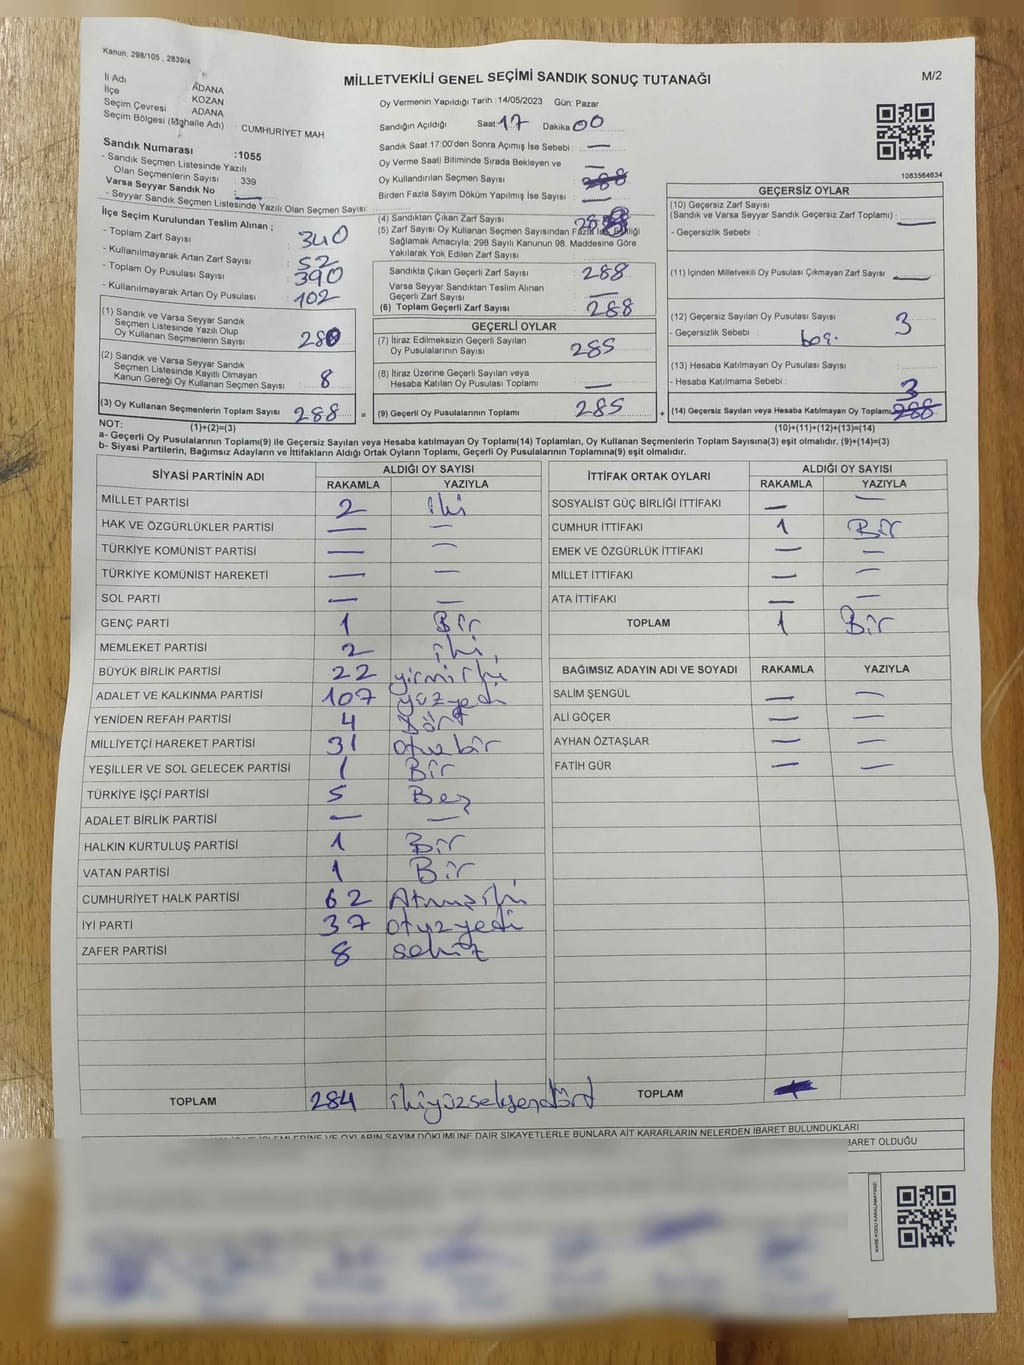 Kanun, 298/105 , 2839/4
MİLLETVEKİLİ GENEL SEÇİMİ SANDIK SONUÇ TUTANAĞI
M/2
İl Adı ADANA
İlçe KOZAN
Seçim Çevresi ADANA
Seçim Bölgesi (Mahalle Adı) : CUMHURİYET MAH
Sandık Numarası :1055
- Sandık Seçmen Listesinde Yazılı
Olan Seçmenlerin Sayısı : 339
Varsa Seyyar Sandık No : —
- Seyyar Sandık Seçmen Listesinde Yazılı Olan Seçmen Sayısı:
İlçe Seçim Kurulundan Teslim Alınan ;
- Toplam Zarf Sayısı : 340
- Kullanılmayarak Artan Zarf Sayısı : 52
- Toplam Oy Pusulası Sayısı : 390
- Kullanılmayarak Artan Oy Pusulası : 102
(1) Sandık ve Varsa Seyyar Sandık
Seçmen Listesinde Yazılı Olup
Oy Kullanan Seçmenlerin Sayısı : 280
(2) Sandık ve Varsa Seyyar Sandık
Seçmen Listesinde Kayıtlı Olmayan
Kanun Gereği Oy Kullanan Seçmen Sayısı : 8
(3) Oy Kullanan Seçmenlerin Toplam Sayısı : 288
(1)+(2)=(3)
Oy Vermenin Yapıldığı Tarih :14/05/2023 Gün: Pazar
Sandığın Açıldığı Saat:17 Dakika:00
Sandık Saat 17:00'den Sonra Açımış İse Sebebi : —
Oy Verme Saati Bitiminde Sırada Bekleyen ve —
Oy Kullandırılan Seçmen Sayısı :
Birden Fazla Sayım Döküm Yapılmış İse Sayısı : —
(4) Sandıktan Çıkan Zarf Sayısı : 288
(5) Zarf Sayısı Oy Kullanan Seçmen Sayısından Fazla İse, Eşitliği
Sağlamak Amacıyla; 298 Sayılı Kanunun 98. Maddesine Göre
Yakılarak Yok Edilen Zarf Sayısı :
Sandıkta Çıkan Geçerli Zarf Sayısı : 288
Varsa Seyyar Sandıktan Teslim Alınan
Geçerli Zarf Sayısı : —
(6) Toplam Geçerli Zarf Sayısı : 288
GEÇERLİ OYLAR
(7) İtiraz Edilmeksizin Geçerli Sayılan
Oy Pusulalarının Sayısı : 285
(8) İtiraz Üzerine Geçerli Sayılan veya
Hesaba Katılan Oy Pusulası Toplamı : —
= (9) Geçerli Oy Pusulalarının Toplamı : 285 +
1083564634
GEÇERSİZ OYLAR
(10) Geçersiz Zarf Sayısı
(Sandık ve Varsa Seyyar Sandık Geçersiz Zarf Toplamı) : —
- Geçersizlik Sebebi :
(11) İçinden Milletvekili Oy Pusulası Çıkmayan Zarf Sayısı : —
(12) Geçersiz Sayılan Oy Pusulası Sayısı : 3
- Geçersizlik Sebebi : boş.
(13) Hesaba Katılmayan Oy Pusulası Sayısı :
- Hesaba Katılmama Sebebi :
(14) Geçersiz Sayılan veya Hesaba Katılmayan Oy Toplamı 3
(10)+(11)+(12)+(13)=(14)
NOT:
a- Geçerli Oy Pusulalarının Toplamı(9) ile Geçersiz Sayılan veya Hesaba katılmayan Oy Toplamı(14) Toplamları, Oy Kullanan Seçmenlerin Toplam Sayısına(3) eşit olmalıdır. (9)+(14)=(3)
b- Siyasi Partilerin, Bağımsız Adayların ve İttifakların Aldığı Ortak Oyların Toplamı, Geçerli Oy Pusulalarının Toplamına(9) eşit olmalıdır.
SİYASİ PARTİNİN ADI ALDIĞI OY SAYISI
RAKAMLA YAZIYLA
MİLLET PARTİSİ 2 iki
HAK VE ÖZGÜRLÜKLER PARTİSİ — —
TÜRKİYE KOMÜNİST PARTİSİ — —
TÜRKİYE KOMÜNİST HAREKETİ — —
SOL PARTİ — —
GENÇ PARTİ 1 Bir
MEMLEKET PARTİSİ 2 iki
BÜYÜK BİRLİK PARTİSİ 22 yirmi iki
ADALET VE KALKINMA PARTİSİ 107 yüz yedi
YENİDEN REFAH PARTİSİ 4 dört
MİLLİYETÇİ HAREKET PARTİSİ 31 otuz bir
YEŞİLLER VE SOL GELECEK PARTİSİ 1 Bir
TÜRKİYE İŞÇİ PARTİSİ 5 Beş
ADALET BİRLİK PARTİSİ — —
HALKIN KURTULUŞ PARTİSİ 1 Bir
VATAN PARTİSİ 1 Bir
CUMHURİYET HALK PARTİSİ 62 Atmış iki
İYİ PARTİ 37 otuz yedi
ZAFER PARTİSİ 8 sekiz
TOPLAM 284 ikiyüzseksendört
İTTİFAK ORTAK OYLARI ALDIĞI OY SAYISI
RAKAMLA YAZIYLA
SOSYALİST GÜÇ BİRLİĞİ İTTİFAKI — —
CUMHUR İTTİFAKI 1 Bir
EMEK VE ÖZGÜRLÜK İTTİFAKI — —
MİLLET İTTİFAKI — —
ATA İTTİFAKI — —
TOPLAM 1 Bir
BAĞIMSIZ ADAYIN ADI VE SOYADI RAKAMLA YAZIYLA
SALİM ŞENGÜL — —
ALİ GÖÇER — —
AYHAN ÖZTAŞLAR — —
FATİH GÜR — —
TOPLAM
OYLARIN SAYIM DÖKÜMÜNE DAİR ŞİKAYETLERLE BUNLARA AİT KARARLARIN NELERDEN İBARET BULUNDUKLARI
İBARET OLDUĞU
KARE KODU KARALAMAYINIZ!